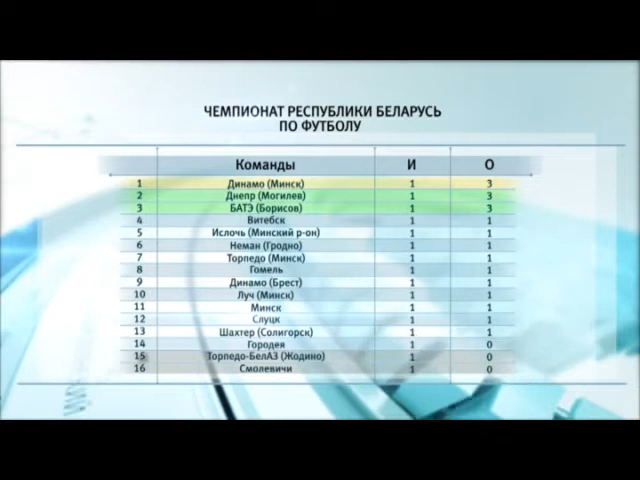 ЧЕМПИОНАТ РЕСПУБЛИКИ БЕЛАРУСЬ
ПО ФУТБОЛУ
Команды И О
1 Динамо (Минск) 1 3
2 Днепр (Могилев) 1 3
3 БАТЭ (Борисов) 1 3
4 Витебск 1 1
5 Ислочь (Минский р-он) 1 1
6 Неман (Гродно) 1 1
7 Торпедо (Минск) 1 1
8 Гомель 1 1
9 Динамо (Брест) 1 1
10 Луч (Минск) 1 1
11 Минск 1 1
12 Слуцк 1 1
13 Шахтер (Солигорск) 1 1
14 Городея 1 0
15 Торпедо-БелАЗ (Жодино) 1 0
16 Смолевичи 1 0